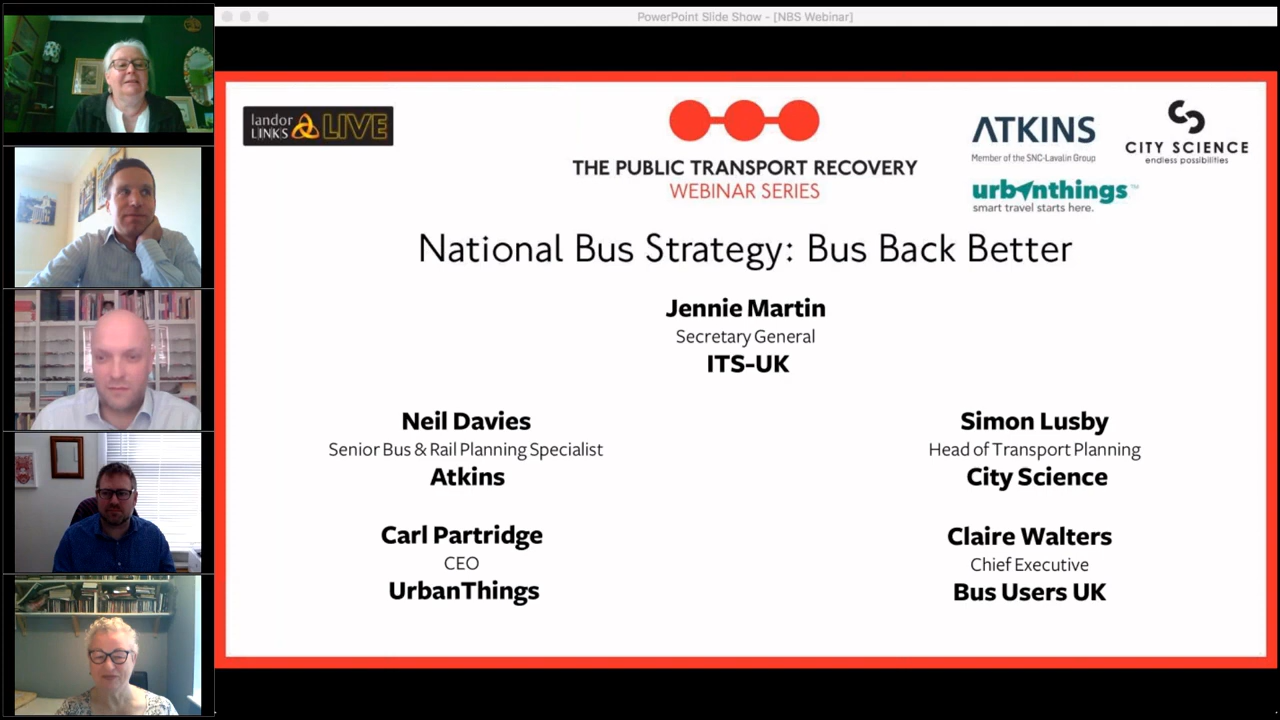 PowerPoint Slide Show - [NBS Webinar]
landor
LINKS LIVE
THE PUBLIC TRANSPORT RECOVERY
WEBINAR SERIES
ATKINS
Member of the SNC-Lavalin Group
CITY SCIENCE
endless possibilities
urbanthings™
smart travel starts here.
National Bus Strategy: Bus Back Better
Jennie Martin
Secretary General
ITS-UK
Neil Davies
Senior Bus & Rail Planning Specialist
Atkins
Simon Lusby
Head of Transport Planning
City Science
Carl Partridge
CEO
UrbanThings
Claire Walters
Chief Executive
Bus Users UK